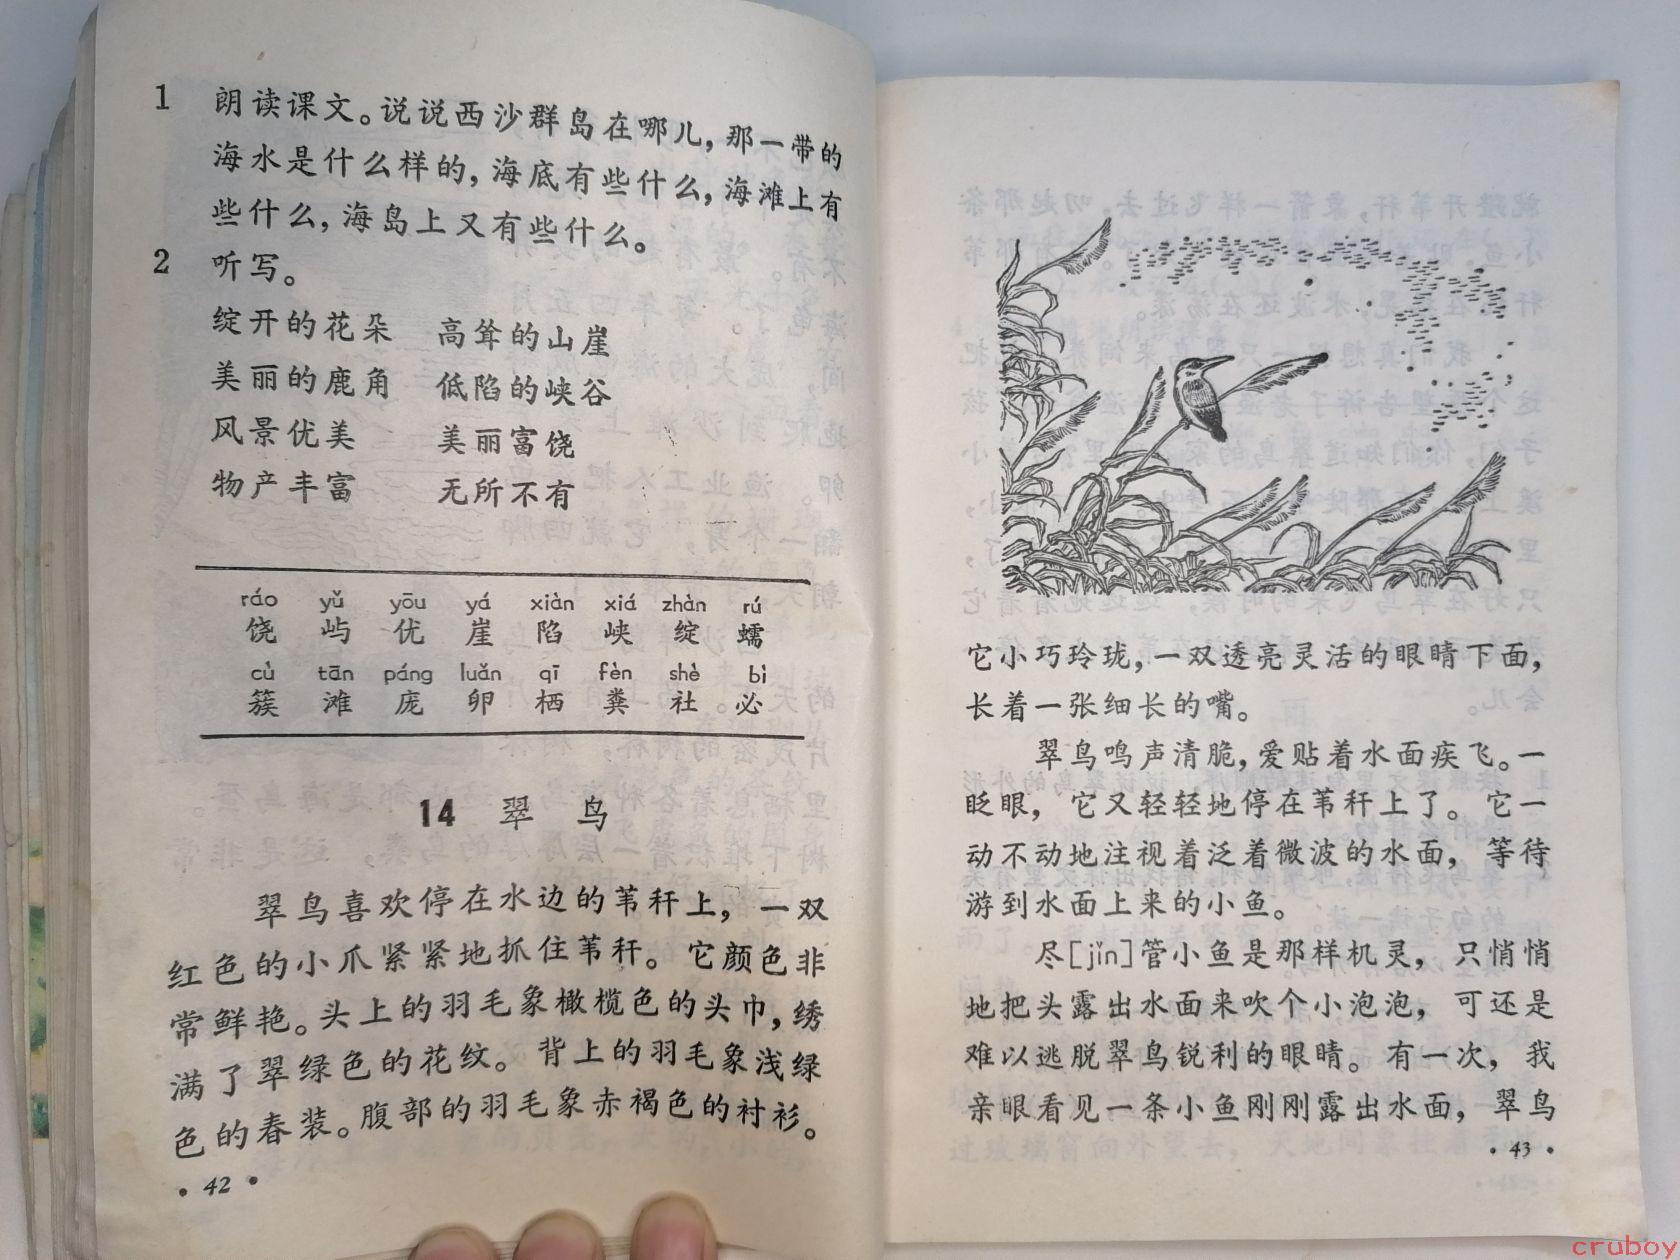 1 朗读课文。说说西沙群岛在哪儿，那一带的
海水是什么样的，海底有些什么，海滩上有
些什么，海岛上又有些什么。
2 听写。
绽开的花朵 高耸的山崖
美丽的鹿角 低陷的峡谷
风景优美 美丽富饶
物产丰富 无所不有
ráo yǔ yōu yá xiàn xiá zhàn rú
饶 屿 优 崖 陷 峡 绽 蠕
cù tān páng luǎn qī fèn shè bì
簇 滩 庞 卵 栖 粪 社 必
14 翠 鸟
翠鸟喜欢停在水边的苇秆上，一双
红色的小爪紧紧地抓住苇秆。它颜色非
常鲜艳。头上的羽毛象橄榄色的头巾，绣
满了翠绿色的花纹。背上的羽毛象浅绿
色的春装。腹部的羽毛象赤褐色的衬衫。
• 42 •
它小巧玲珑，一双透亮灵活的眼睛下面，
长着一张细长的嘴。
翠鸟鸣声清脆，爱贴着水面疾飞。一
眨眼，它又轻轻地停在苇秆上了。它一
动不动地注视着泛着微波的水面，等待
游到水面上来的小鱼。
尽[jǐn]管小鱼是那样机灵，只悄悄
地把头露出水面来吹个小泡泡，可还是
难以逃脱翠鸟锐利的眼睛。有一次，我
亲眼看见一条小鱼刚刚露出水面，翠鸟
• 43 •
cruboy